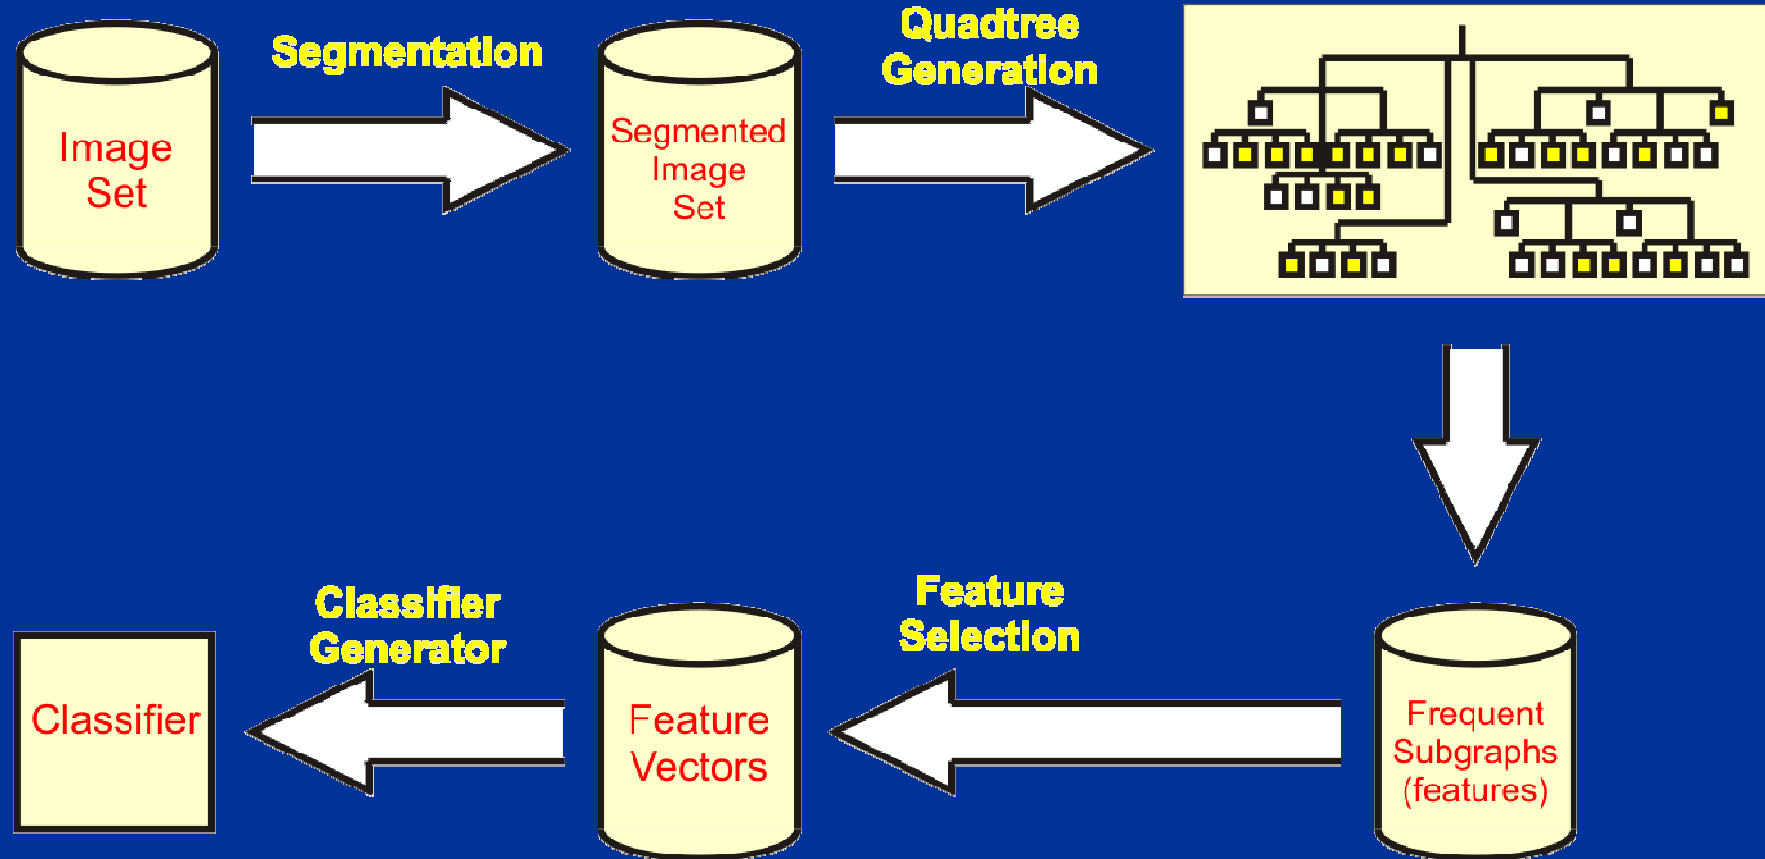 Segmentation
Quadtree
Generation
Image
Set
Segmented
Image
Set
Feature
Selection
Classifier
Generator
Frequent
Subgraphs
(features)
Feature
Vectors
Classifier